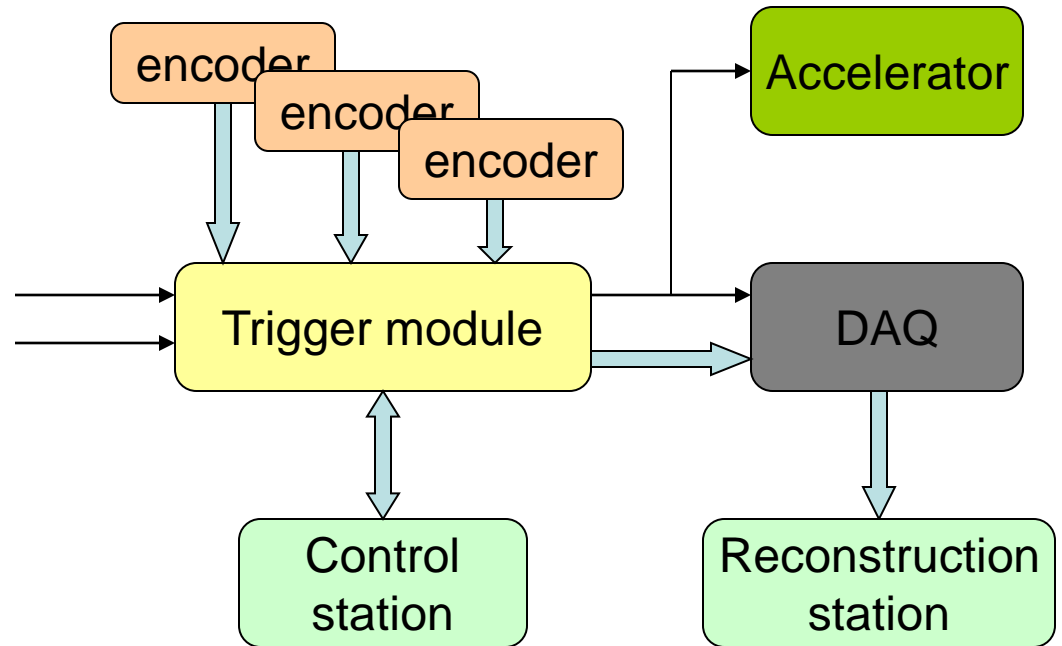 encoder
encoder
encoder
Accelerator
Trigger module
DAQ
Control
station
Reconstruction
station